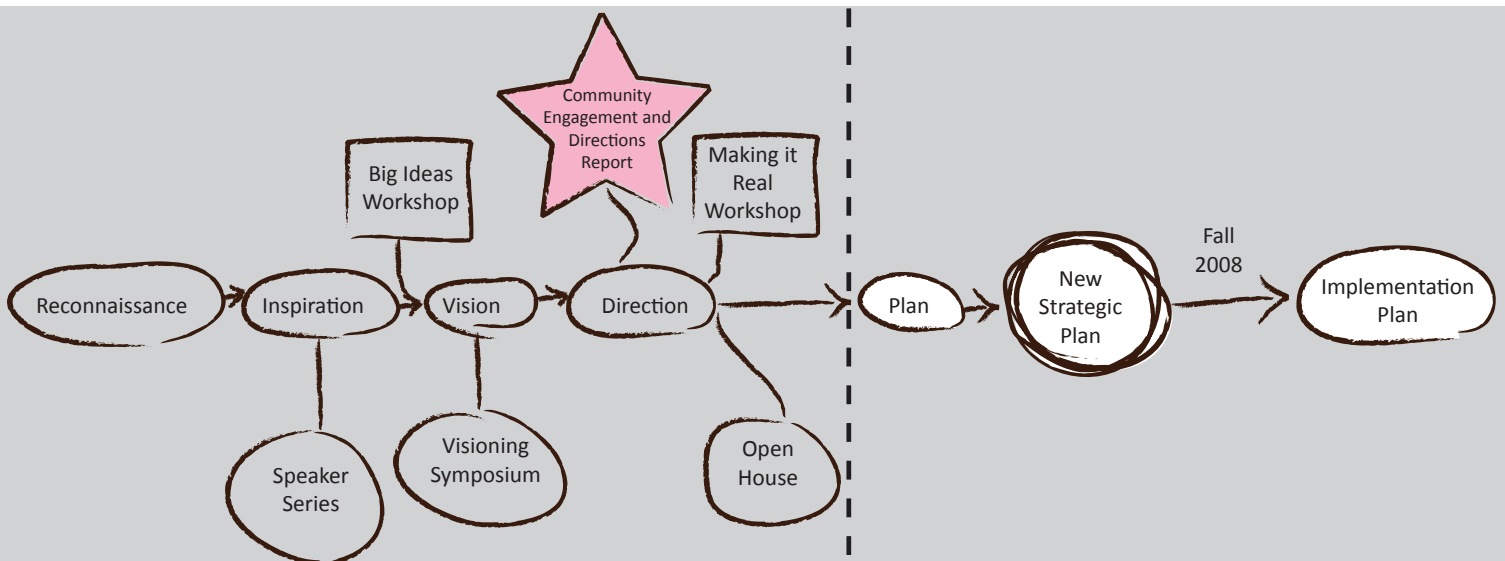 Community
Engagement and
Directions
Report
Big Ideas
Workshop
Making it
Real
Workshop
Reconnaissance
Inspiration
Vision
Direction
Plan
New
Strategic
Plan
Fall
2008
Implementation
Plan
Speaker
Series
Visioning
Symposium
Open
House